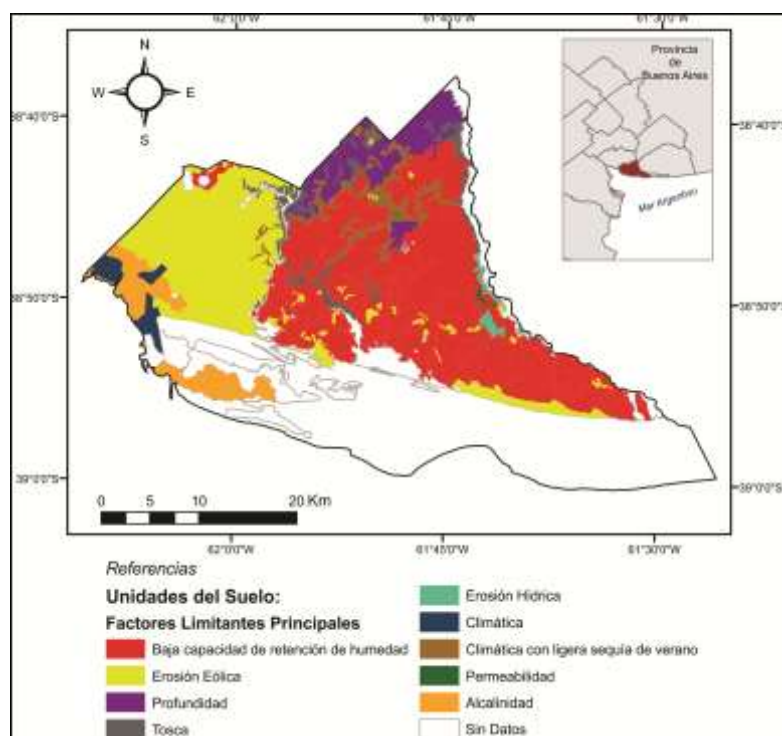 62°0'0"W 61°45'0"W 61°30'0"W
N
W E
S
Provincia
de
Buenos Aires
Mar Argentino
38°40'0"S 38°40'0"S
38°50'0"S 38°50'0"S
39°0'0"S 39°0'0"S
0 5 10 20 Km
62°0'0"W 61°30'0"W
Referencias
Unidades del Suelo:
Factores Limitantes Principales
Baja capacidad de retención de humedad
Erosión Eólica
Profundidad
Tosca
Erosión Hídrica
Climática
Climática con ligera sequía de verano
Permeabilidad
Alcalinidad
Sin Datos